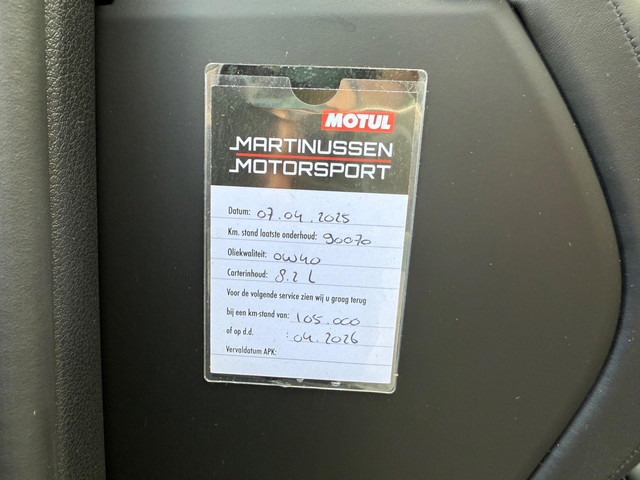 MOTUL
MARTINUSSEN
MOTORSPORT
Datum: 07.04.2025
Km. stand laatste onderhoud: 90070
Oliekwaliteit: 0W40
Carterinhoud: 8.2 L
Voor de volgende service zien wij u graag terug
bij een km-stand van: 105.000
of op d.d. :04.2026
Vervaldatum APK: